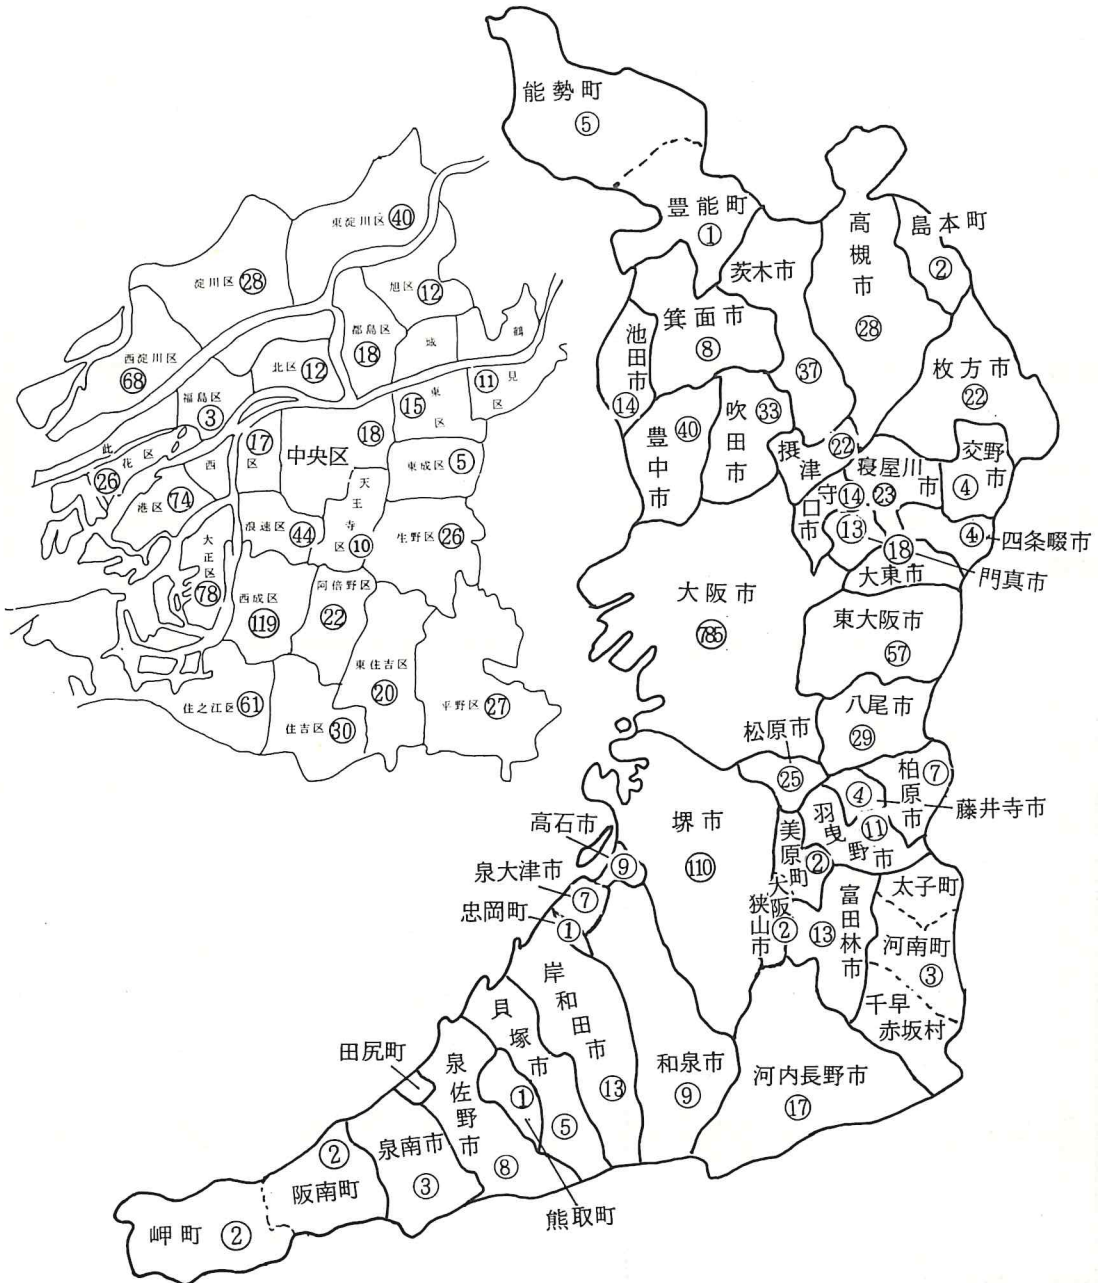 能勢町
⑤
豊能町
①
茨木市
㊲
高槻市
㉘
島本町
②
箕面市
⑧
池田市
⑭
豊中市
㊵
吹田市
㉝
摂津
㉒
枚方市
㉒
交野市
④
寝屋川市
㉓
守口市
⑭
⑬
⑱
④
四条畷市
門真市
大東市
大阪市
785
東大阪市
57
八尾市
㉙
松原市
㉕
柏原市
⑦
④
藤井寺市
羽曳野市
⑪
堺市
110
美原町
②
大阪狭山市
②
富田林市
⑬
太子町
河南町
③
千早
赤坂村
高石市
⑨
泉大津市
⑦
忠岡町
①
岸和田市
⑬
貝塚市
⑤
和泉市
⑨
河内長野市
⑰
田尻町
泉佐野市
⑧
①
熊取町
泉南市
③
②
阪南町
岬町
②
東淀川区
㊵
淀川区
㉘
旭区
⑫
西淀川区
68
都島区
⑱
城東区
⑮
鶴見区
⑪
北区
⑫
福島区
③
此花区
㉖
西区
⑰
中央区
⑱
東成区
⑤
港区
74
浪速区
㊹
天王寺区
⑩
生野区
㉖
大正区
78
西成区
119
阿倍野区
㉒
東住吉区
⑳
平野区
㉗
住之江区
61
住吉区
㉚